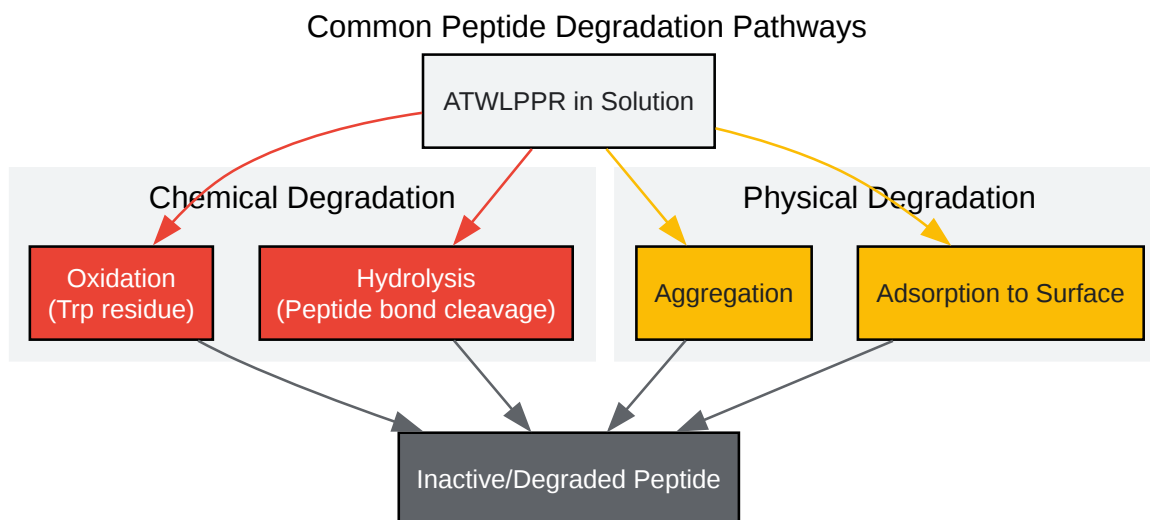 Common Peptide Degradation Pathways
ATWLPPR in Solution
Chemical Degradation
Physical Degradation
Oxidation
(Trp residue)
Hydrolysis
(Peptide bond cleavage)
Aggregation
Adsorption to Surface
Inactive/Degraded Peptide